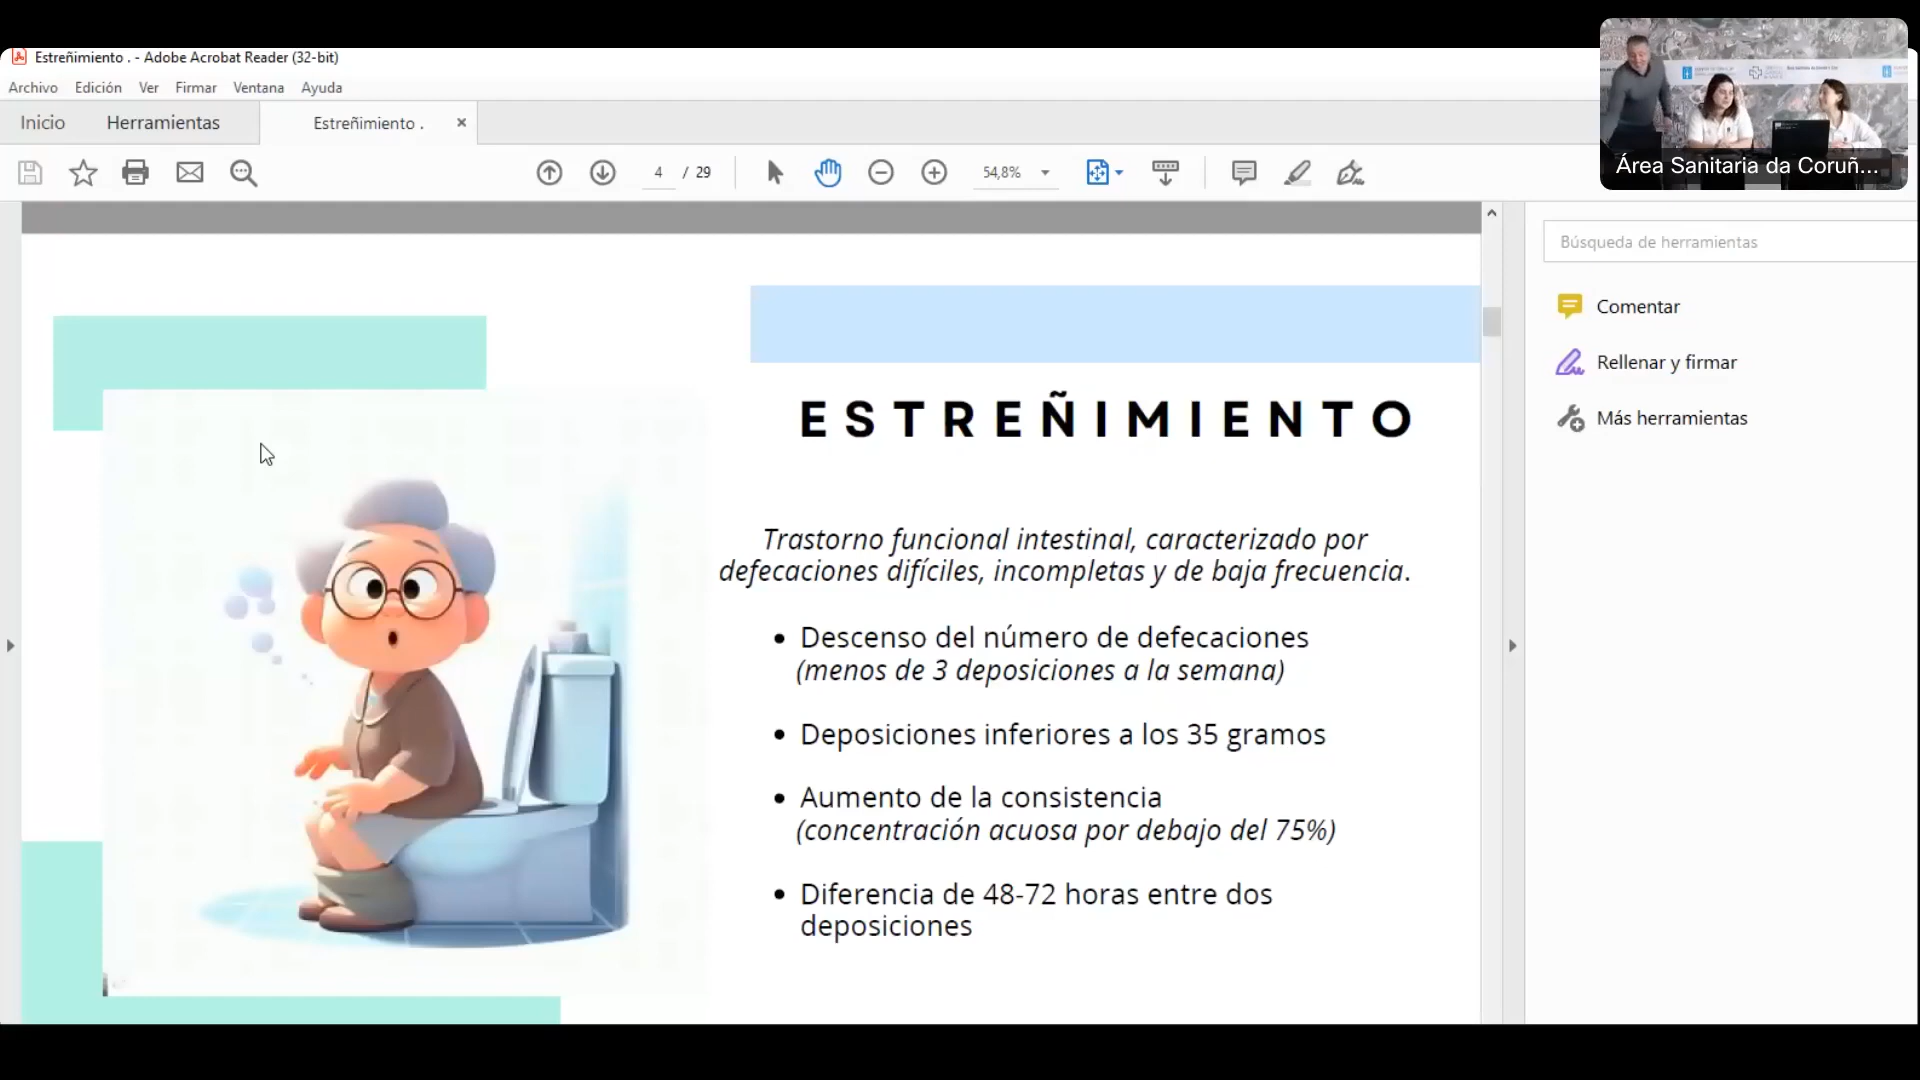 Estreñimiento . - Adobe Acrobat Reader (32-bit)
Archivo Edición Ver Firmar Ventana Ayuda
Inicio Herramientas Estreñimiento . ×
4 / 29 54,8%
Área Sanitaria da Coruñ...
Búsqueda de herramientas
Comentar
Rellenar y firmar
Más herramientas
ESTREÑIMIENTO
Trastorno funcional intestinal, caracterizado por
defecaciones difíciles, incompletas y de baja frecuencia.
• Descenso del número de defecaciones
(menos de 3 deposiciones a la semana)
• Deposiciones inferiores a los 35 gramos
• Aumento de la consistencia
(concentración acuosa por debajo del 75%)
• Diferencia de 48-72 horas entre dos
deposiciones